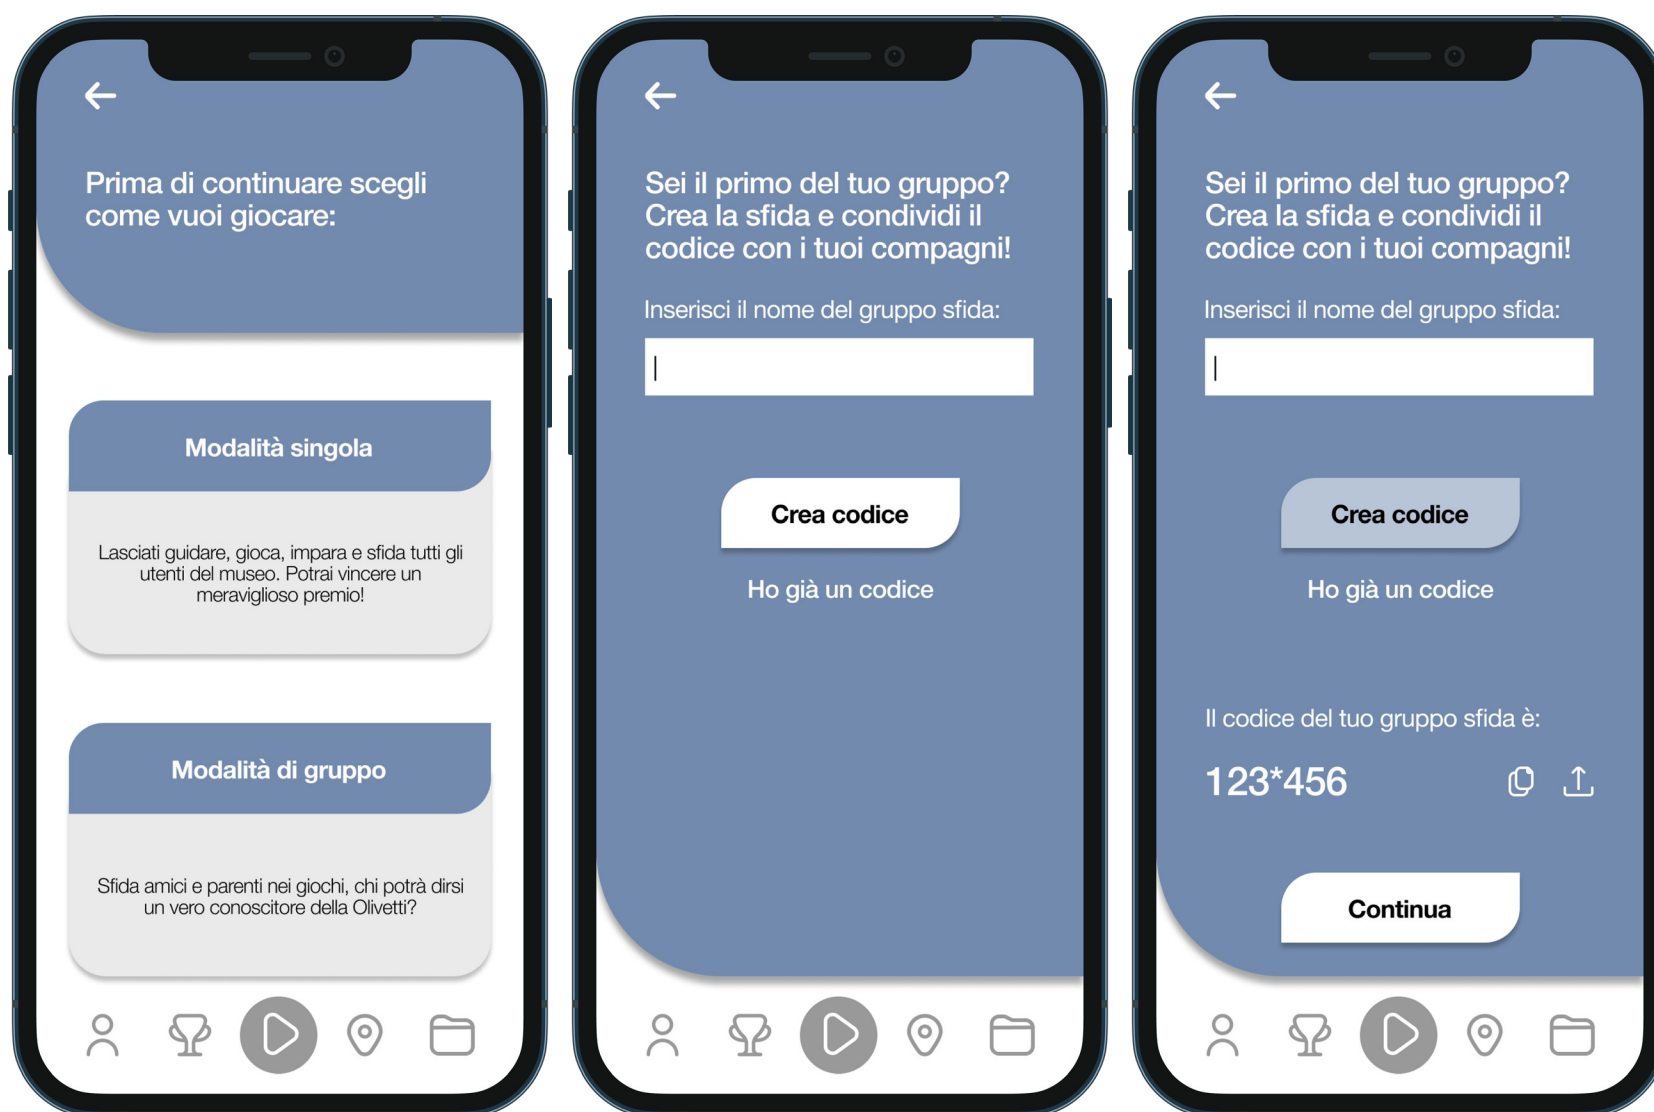 Prima di continuare scegli
come vuoi giocare:
Modalità singola
Lasciati guidare, gioca, impara e sfida tutti gli
utenti del museo. Potrai vincere un
meraviglioso premio!
Modalità di gruppo
Sfida amici e parenti nei giochi, chi potrà dirsi
un vero conoscitore della Olivetti?
Sei il primo del tuo gruppo?
Crea la sfida e condividi il
codice con i tuoi compagni!
Inserisci il nome del gruppo sfida:
Crea codice
Ho già un codice
Sei il primo del tuo gruppo?
Crea la sfida e condividi il
codice con i tuoi compagni!
Inserisci il nome del gruppo sfida:
Crea codice
Ho già un codice
Il codice del tuo gruppo sfida è:
123*456
Continua